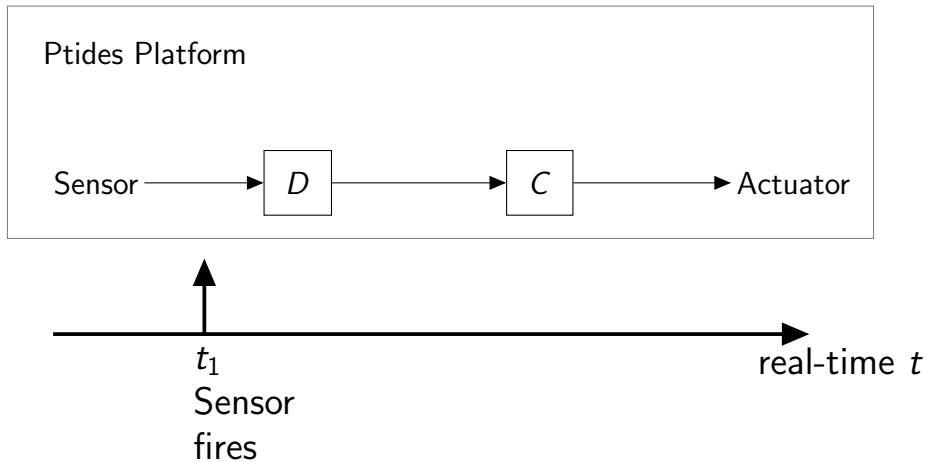 Ptides Platform
Sensor D C Actuator
t₁
real-time t
Sensor
fires